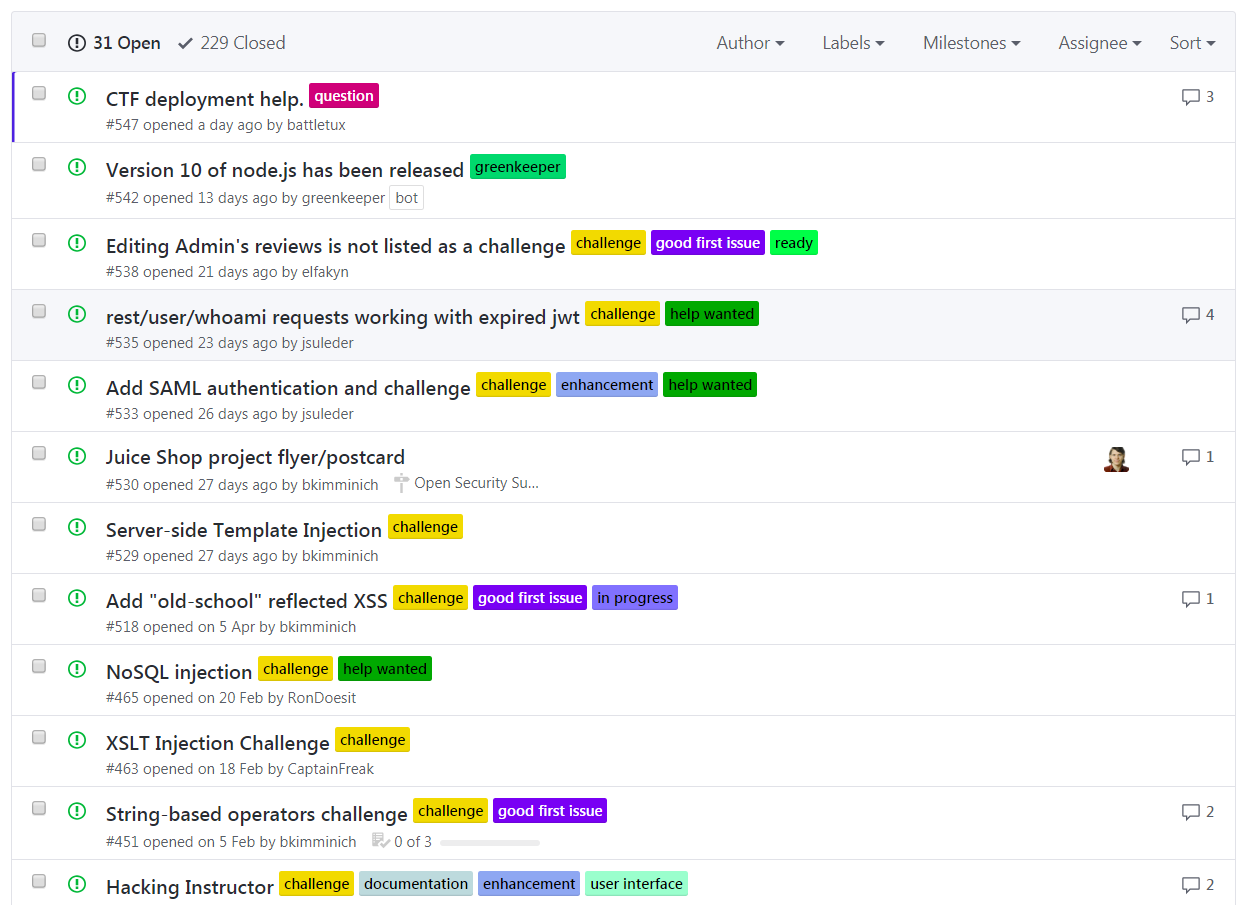 31 Open 229 Closed Author Labels Milestones Assignee Sort
CTF deployment help. question 3
#547 opened a day ago by battletux
Version 10 of node.js has been released greenkeeper
#542 opened 13 days ago by greenkeeper bot
Editing Admin's reviews is not listed as a challenge challenge good first issue ready
#538 opened 21 days ago by elfakyn
rest/user/whoami requests working with expired jwt challenge help wanted 4
#535 opened 23 days ago by jsuleder
Add SAML authentication and challenge challenge enhancement help wanted
#533 opened 26 days ago by jsuleder
Juice Shop project flyer/postcard 1
#530 opened 27 days ago by bkimminich Open Security Su...
Server-side Template Injection challenge
#529 opened 27 days ago by bkimminich
Add "old-school" reflected XSS challenge good first issue in progress 1
#518 opened on 5 Apr by bkimminich
NoSQL injection challenge help wanted
#465 opened on 20 Feb by RonDoesit
XSLT Injection Challenge challenge
#463 opened on 18 Feb by CaptainFreak
String-based operators challenge challenge good first issue 2
#451 opened on 5 Feb by bkimminich 0 of 3
Hacking Instructor challenge documentation enhancement user interface 2